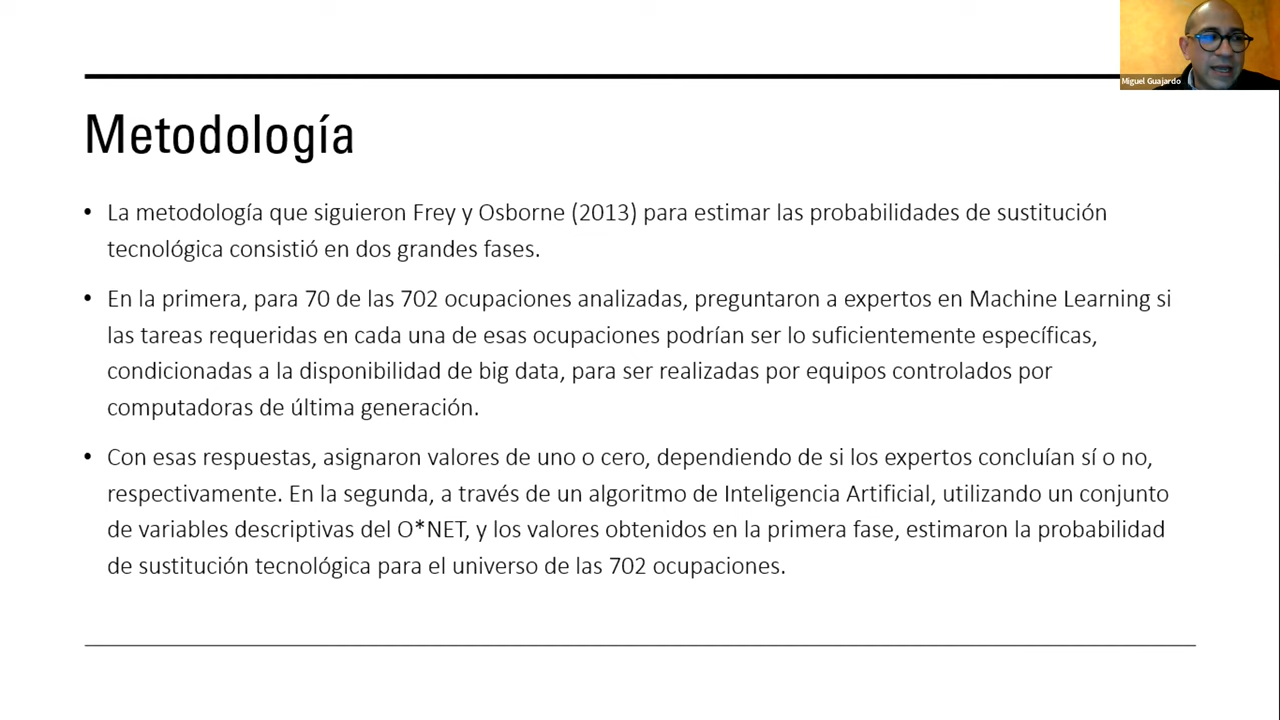 Miguel Guajardo
Metodología
• La metodología que siguieron Frey y Osborne (2013) para estimar las probabilidades de sustitución
tecnológica consistió en dos grandes fases.
• En la primera, para 70 de las 702 ocupaciones analizadas, preguntaron a expertos en Machine Learning si
las tareas requeridas en cada una de esas ocupaciones podrían ser lo suficientemente específicas,
condicionadas a la disponibilidad de big data, para ser realizadas por equipos controlados por
computadoras de última generación.
• Con esas respuestas, asignaron valores de uno o cero, dependiendo de si los expertos concluían sí o no,
respectivamente. En la segunda, a través de un algoritmo de Inteligencia Artificial, utilizando un conjunto
de variables descriptivas del O*NET, y los valores obtenidos en la primera fase, estimaron la probabilidad
de sustitución tecnológica para el universo de las 702 ocupaciones.